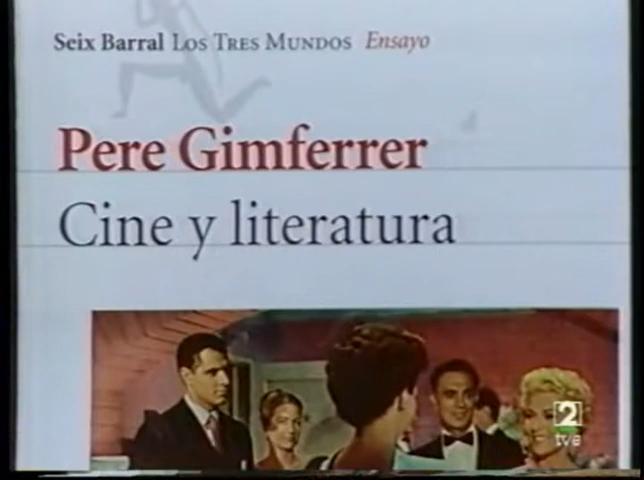 Seix Barral LOS TRES MUNDOS Ensayo
Pere Gimferrer
Cine y literatura
2
tve